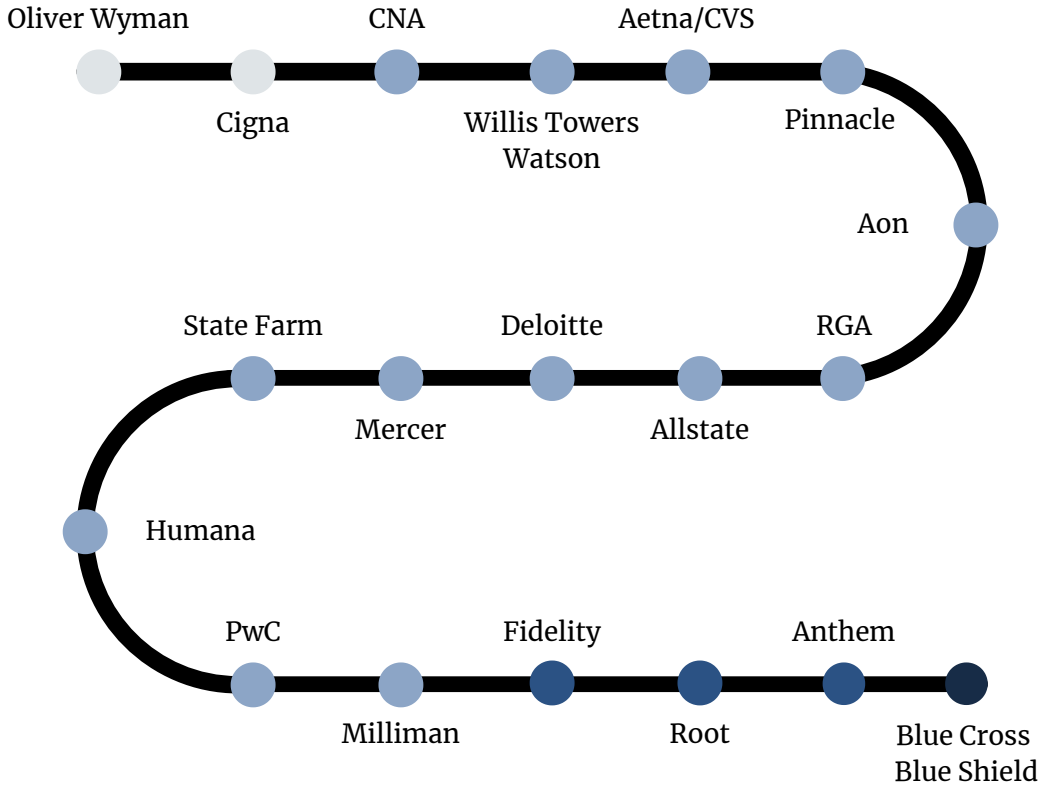 Oliver Wyman
CNA
Aetna/CVS
Cigna
Willis Towers
Watson
Pinnacle
Aon
State Farm
Deloitte
RGA
Mercer
Allstate
Humana
PwC
Fidelity
Anthem
Milliman
Root
Blue Cross
Blue Shield